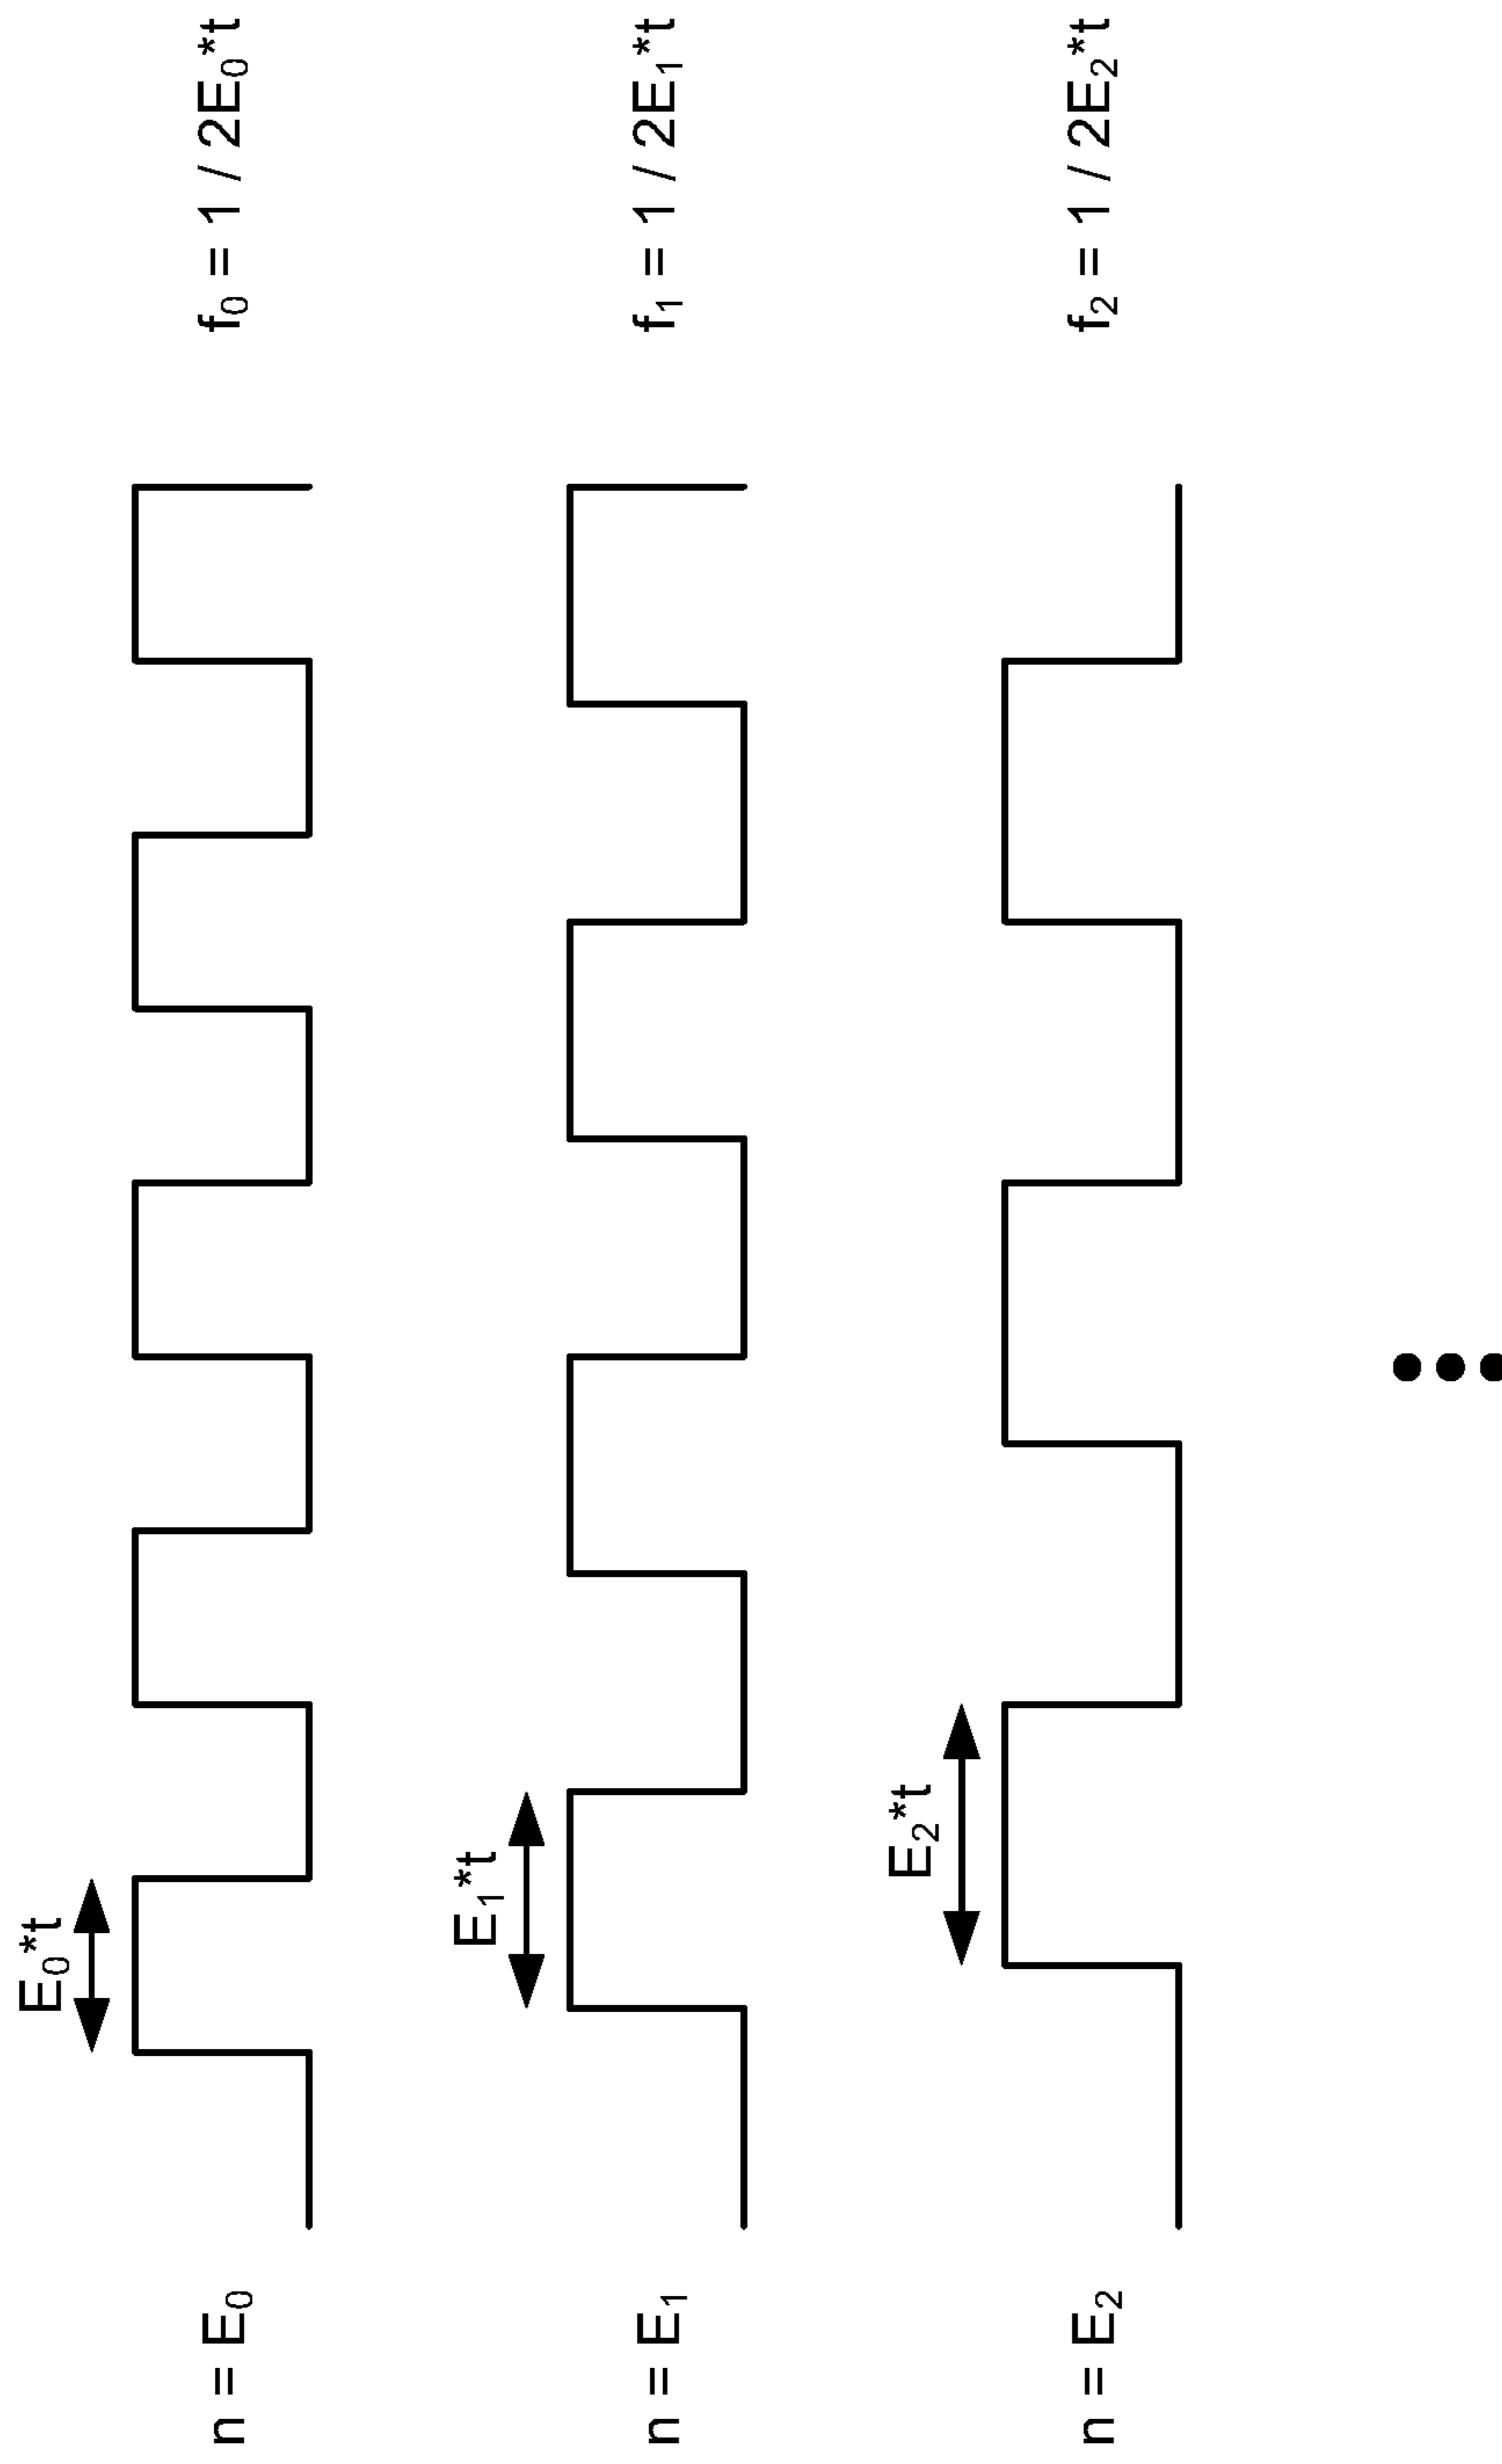 E₀*t
n = E₀
f₀ = 1 / 2E₀*t
E₁*t
n = E₁
f₁ = 1 / 2E₁*t
E₂*t
n = E₂
f₂ = 1 / 2E₂*t